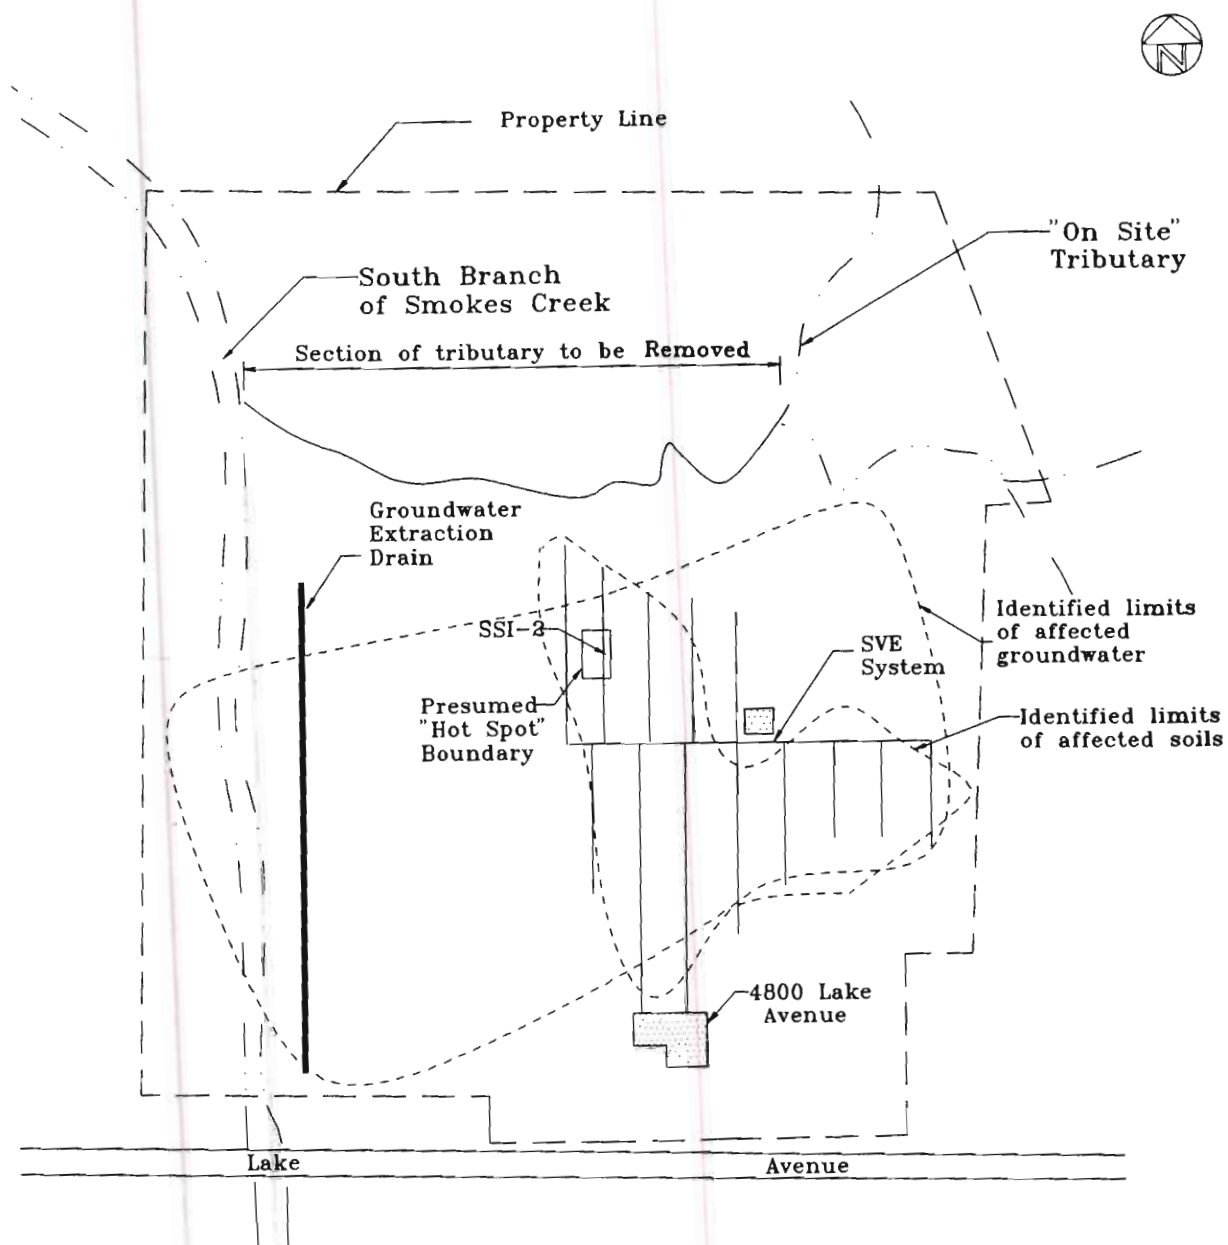 N
Property Line
"On Site"
Tributary
South Branch
of Smokes Creek
Section of tributary to be Removed
Groundwater
Extraction
Drain
Identified limits
of affected
groundwater
SSI-2
SVE
System
Presumed
"Hot Spot"
Boundary
Identified limits
of affected soils
4800 Lake
Avenue
Lake Avenue